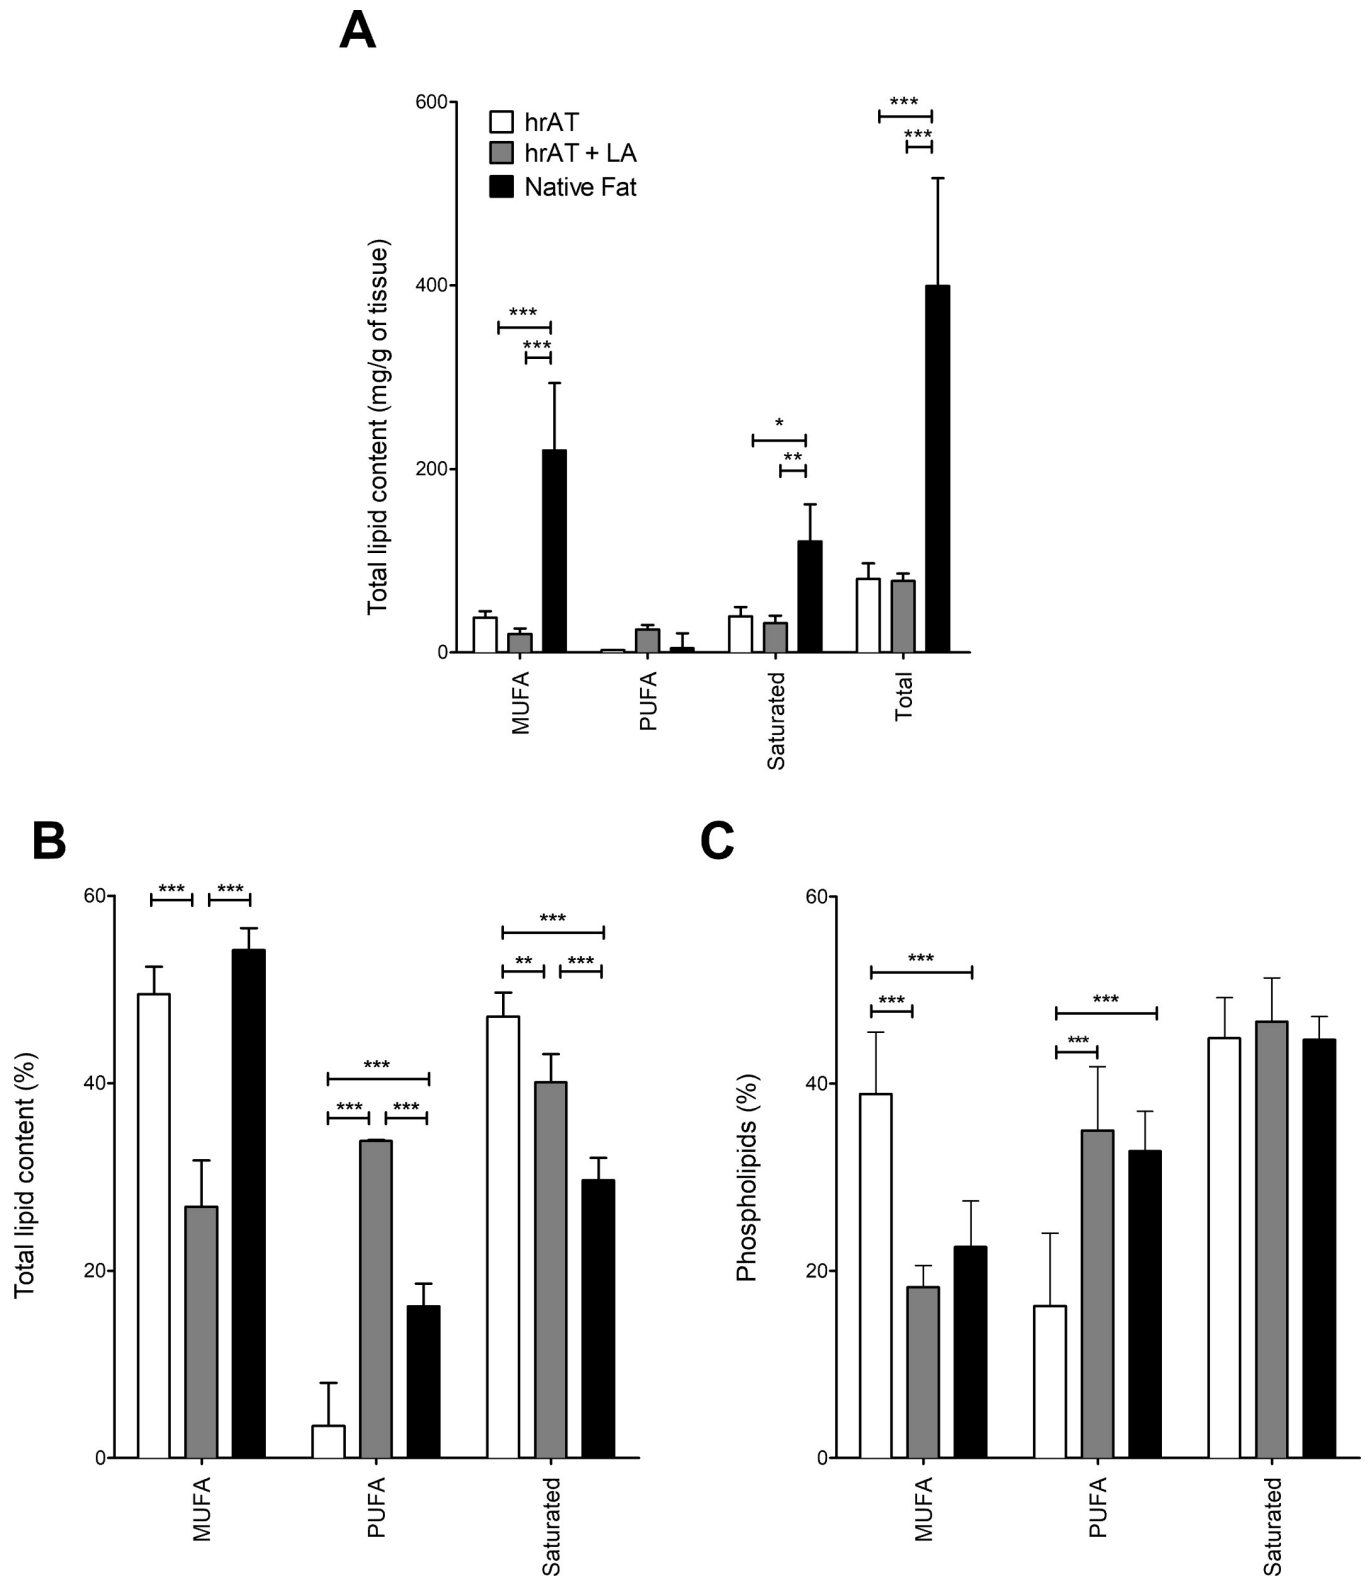 A
600
400
200
0
Total lipid content (mg/g of tissue)
hrAT
hrAT + LA
Native Fat
***
***
*
**
***
***
MUFA
PUFA
Saturated
Total
B
60
40
20
0
Total lipid content (%)
*** ***
***
*** ***
***
** ***
MUFA
PUFA
Saturated
C
60
40
20
0
Phospholipids (%)
***
***
***
***
MUFA
PUFA
Saturated